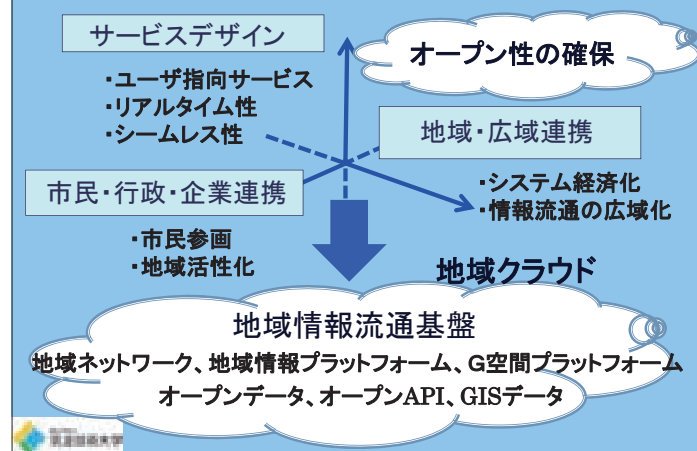 サービスデザイン
オープン性の確保
・ユーザ指向サービス
・リアルタイム性
・シームレス性
地域・広域連携
・システム経済化
・情報流通の広域化
市民・行政・企業連携
・市民参画
・地域活性化
地域クラウド
地域情報流通基盤
地域ネットワーク、地域情報プラットフォーム、G空間プラットフォーム
オープンデータ、オープンAPI、GISデータ